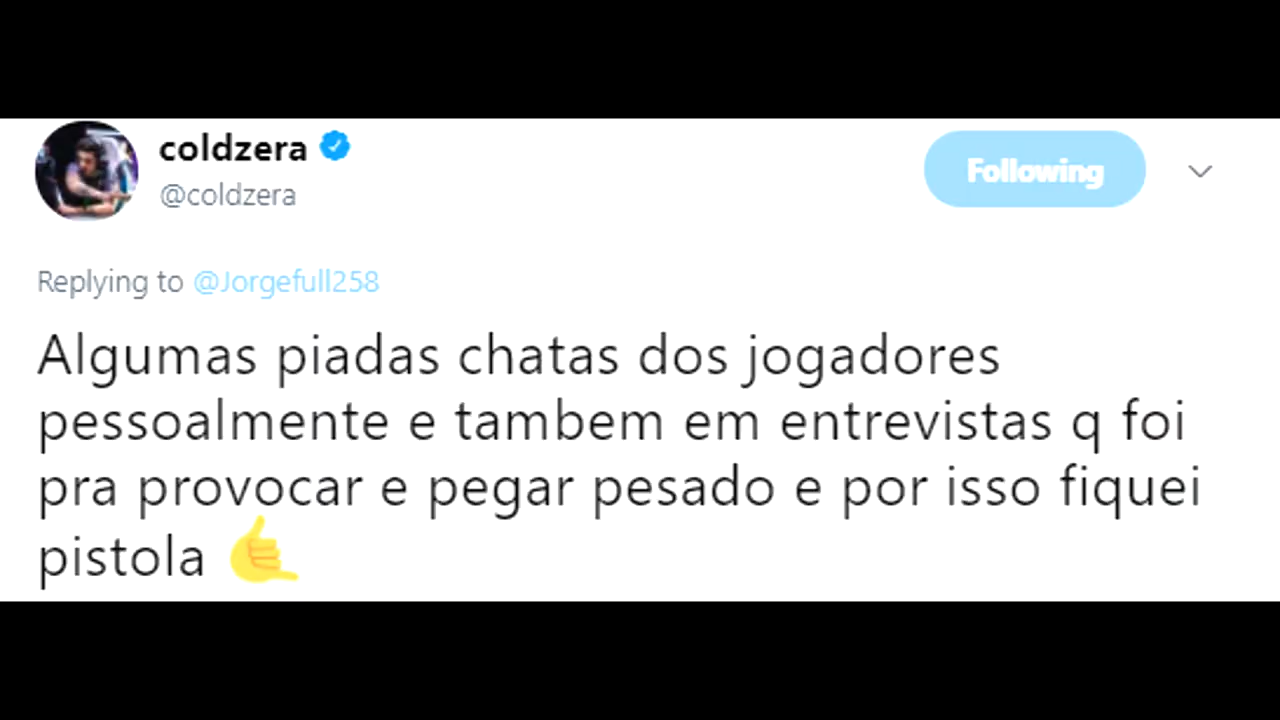 coldzera
@coldzera
Following
Replying to @Jorgefull258
Algumas piadas chatas dos jogadores
pessoalmente e tambem em entrevistas q foi
pra provocar e pegar pesado e por isso fiquei
pistola 🤙